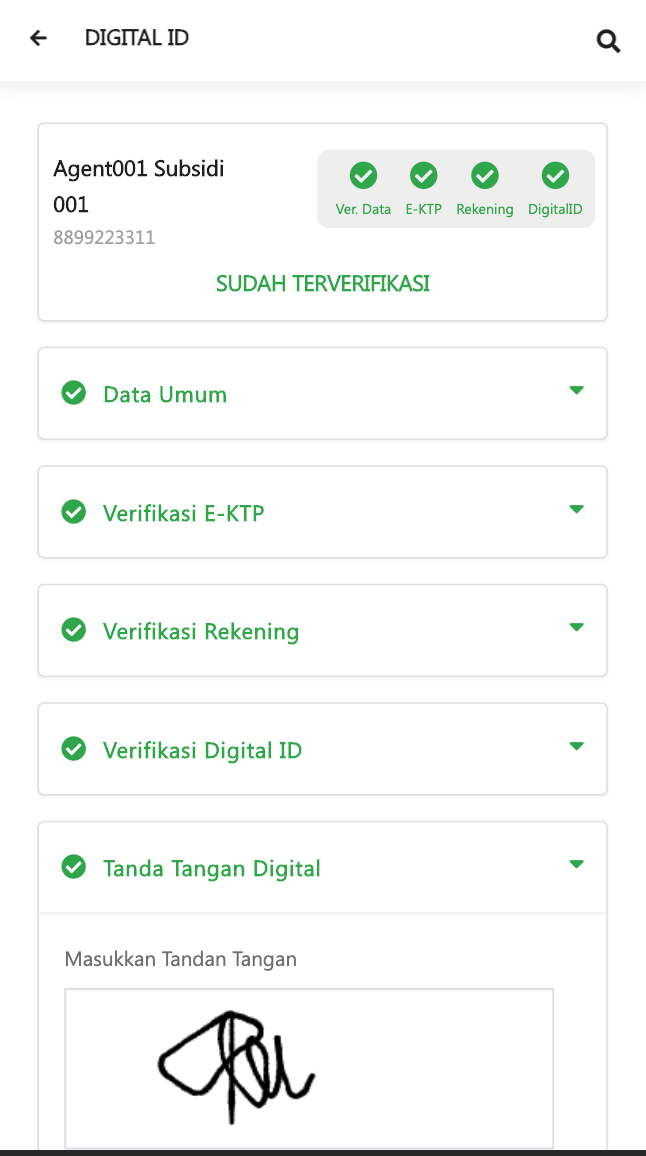 DIGITAL ID
Agent001 Subsidi
001
8899223311
Ver. Data E-KTP Rekening DigitalID
SUDAH TERVERIFIKASI
Data Umum
Verifikasi E-KTP
Verifikasi Rekening
Verifikasi Digital ID
Tanda Tangan Digital
Masukkan Tandan Tangan